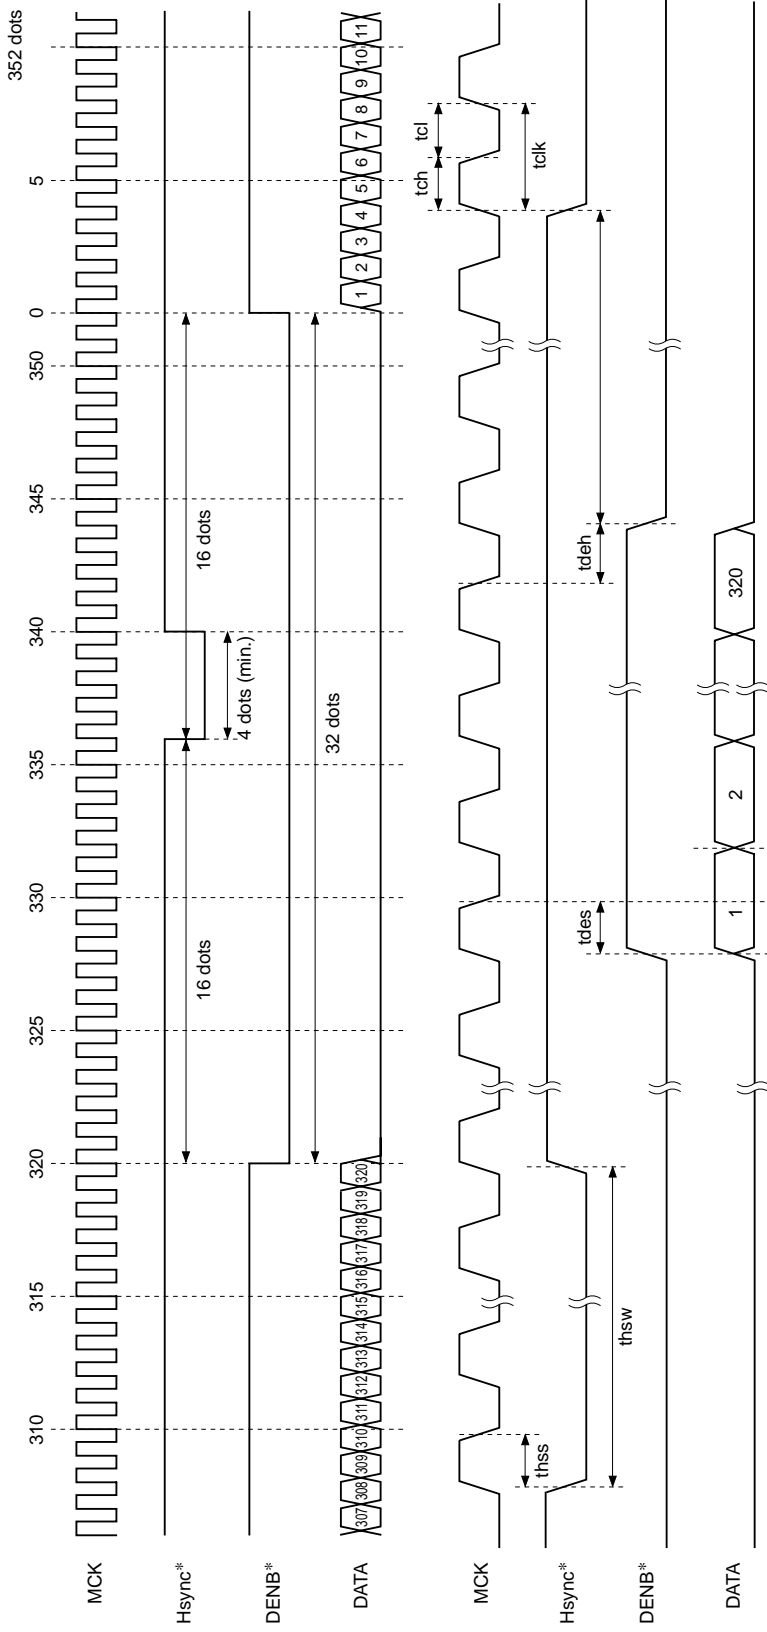 352 dots
310 315 320 325 330 335 340 345 350 0 5
MCK
Hsync*
16 dots 16 dots
4 dots (min.)
DENB*
32 dots
DATA
307 308 309 310 311 312 313 314 315 316 317 318 319 320 1 2 3 4 5 6 7 8 9 10 11
MCK
tch tcl
Hsync*
thss tclk
tdes tdeh
thsw
DENB*
DATA
1 2 320